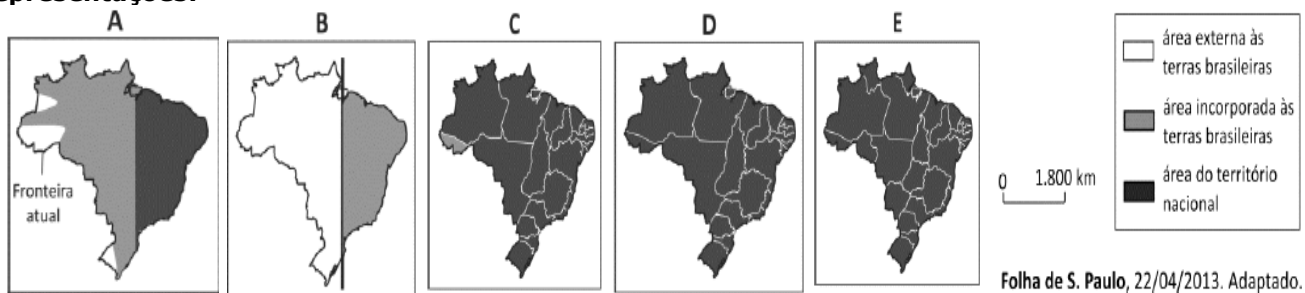 epresentações.
A
B
C
D
E
Fronteira
atual
0 1.800 km
área externa às
terras brasileiras
área incorporada às
terras brasileiras
área do território
nacional
Folha de S. Paulo, 22/04/2013. Adaptado.